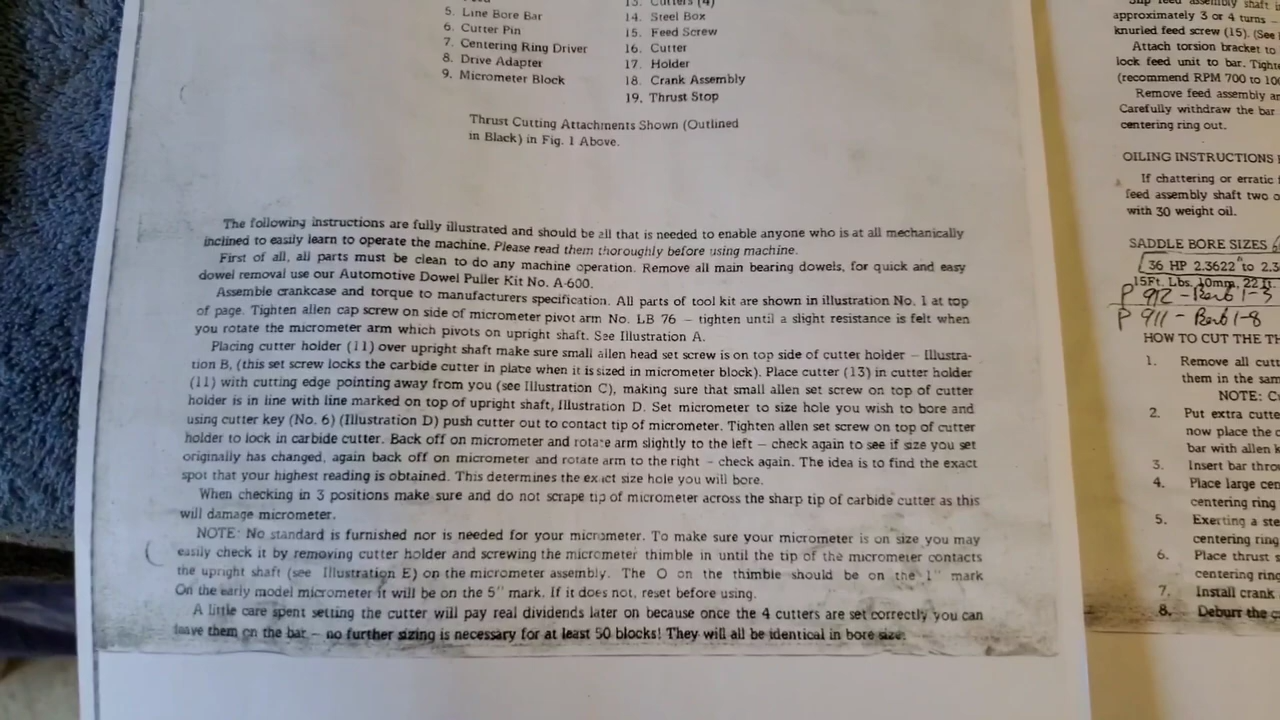 5. Line Bore Bar
6. Cutter Pin
7. Centering Ring Driver
8. Drive Adapter
9. Micrometer Block
13. Cutters (4)
14. Steel Box
15. Feed Screw
16. Cutter
17. Holder
18. Crank Assembly
19. Thrust Stop
Thrust Cutting Attachments Shown (Outlined
in Black) in Fig. 1 Above.
The following instructions are fully illustrated and should be all that is needed to enable anyone who is at all mechanically
inclined to easily learn to operate the machine. Please read them thoroughly before using machine.
First of all, all parts must be clean to do any machine operation. Remove all main bearing dowels, for quick and easy
dowel removal use our Automotive Dowel Puller Kit No. A-600.
Assemble crankcase and torque to manufacturers specification. All parts of tool kit are shown in illustration No. 1 at top
of page. Tighten allen cap screw on side of micrometer pivot arm No. LB 76 – tighten until a slight resistance is felt when
you rotate the micrometer arm which pivots on upright shaft. See Illustration A.
Placing cutter holder (11) over upright shaft make sure small allen head set screw is on top side of cutter holder – Illustra-
tion B, (this set screw locks the carbide cutter in place when it is sized in micrometer block). Place cutter (13) in cutter holder
(11) with cutting edge pointing away from you (see Illustration C), making sure that small allen set screw on top of cutter
holder is in line with line marked on top of upright shaft, Illustration D. Set micrometer to size hole you wish to bore and
using cutter key (No. 6) (Illustration D) push cutter out to contact tip of micrometer. Tighten allen set screw on top of cutter
holder to lock in carbide cutter. Back off on micrometer and rotate arm slightly to the left – check again to see if size you set
originally has changed, again back off on micrometer and rotate arm to the right – check again. The idea is to find the exact
spot that your highest reading is obtained. This determines the exact size hole you will bore.
When checking in 3 positions make sure and do not scrape tip of micrometer across the sharp tip of carbide cutter as this
will damage micrometer.
NOTE: No standard is furnished nor is needed for your micrometer. To make sure your micrometer is on size you may
easily check it by removing cutter holder and screwing the micrometer thimble in until the tip of the micrometer contacts
the upright shaft (see Illustration E) on the micrometer assembly. The O on the thimble should be on the 1" mark
On the early model micrometer it will be on the 5" mark. If it does not, reset before using.
A little care spent setting the cutter will pay real dividends later on because once the 4 cutters are set correctly you can
leave them on the bar – no further sizing is necessary for at least 50 blocks! They will all be identical in bore size.
Slip feed assembly shaft
approximately 3 or 4 turns –
knurled feed screw (15). (See
Attach torsion bracket to
lock feed unit to bar.
(recommend RPM 700 to
Remove feed assembly
Carefully withdraw the bar
centering ring out.
OILING INSTRUCTIONS
If chattering or erratic
feed assembly shaft two
with 30 weight oil.
SADDLE BORE SIZES
36 HP 2.3622" to 2.3
15Ft. Lbs. 10mm, 22 ft.
P 912 – 1-3
P 911 – 1-8
HOW TO CUT THE
1. Remove all
them in the
NOTE:
2. Put extra
now place the
bar with allen
3. Insert bar
4. Place large
centering ring
5. Exerting a
centering ring
6. Place thrust
centering ring
7. Install crank
8. Deburr the